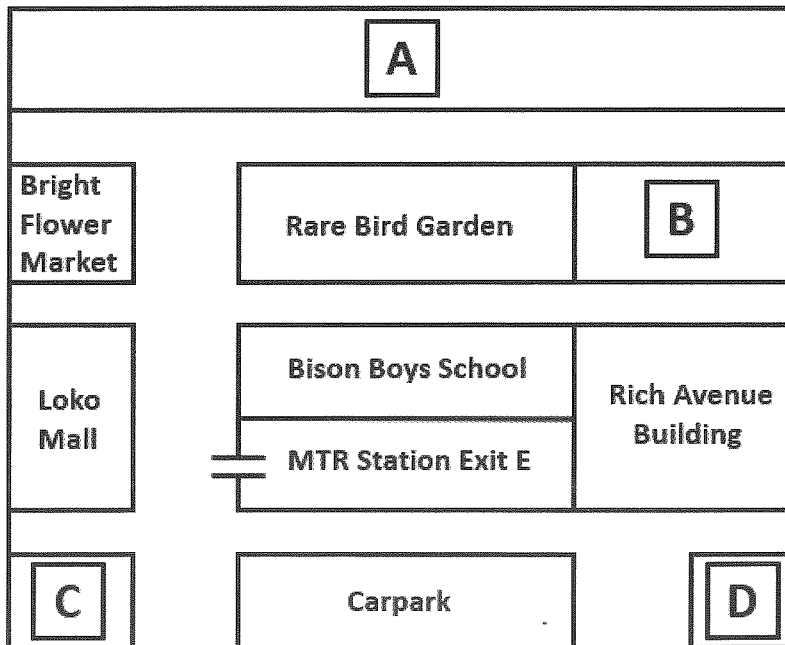 A
Bright
Flower
Market
Rare Bird Garden
B
Loko
Mall
Bison Boys School
MTR Station Exit E
Rich Avenue
Building
C
Carpark
D